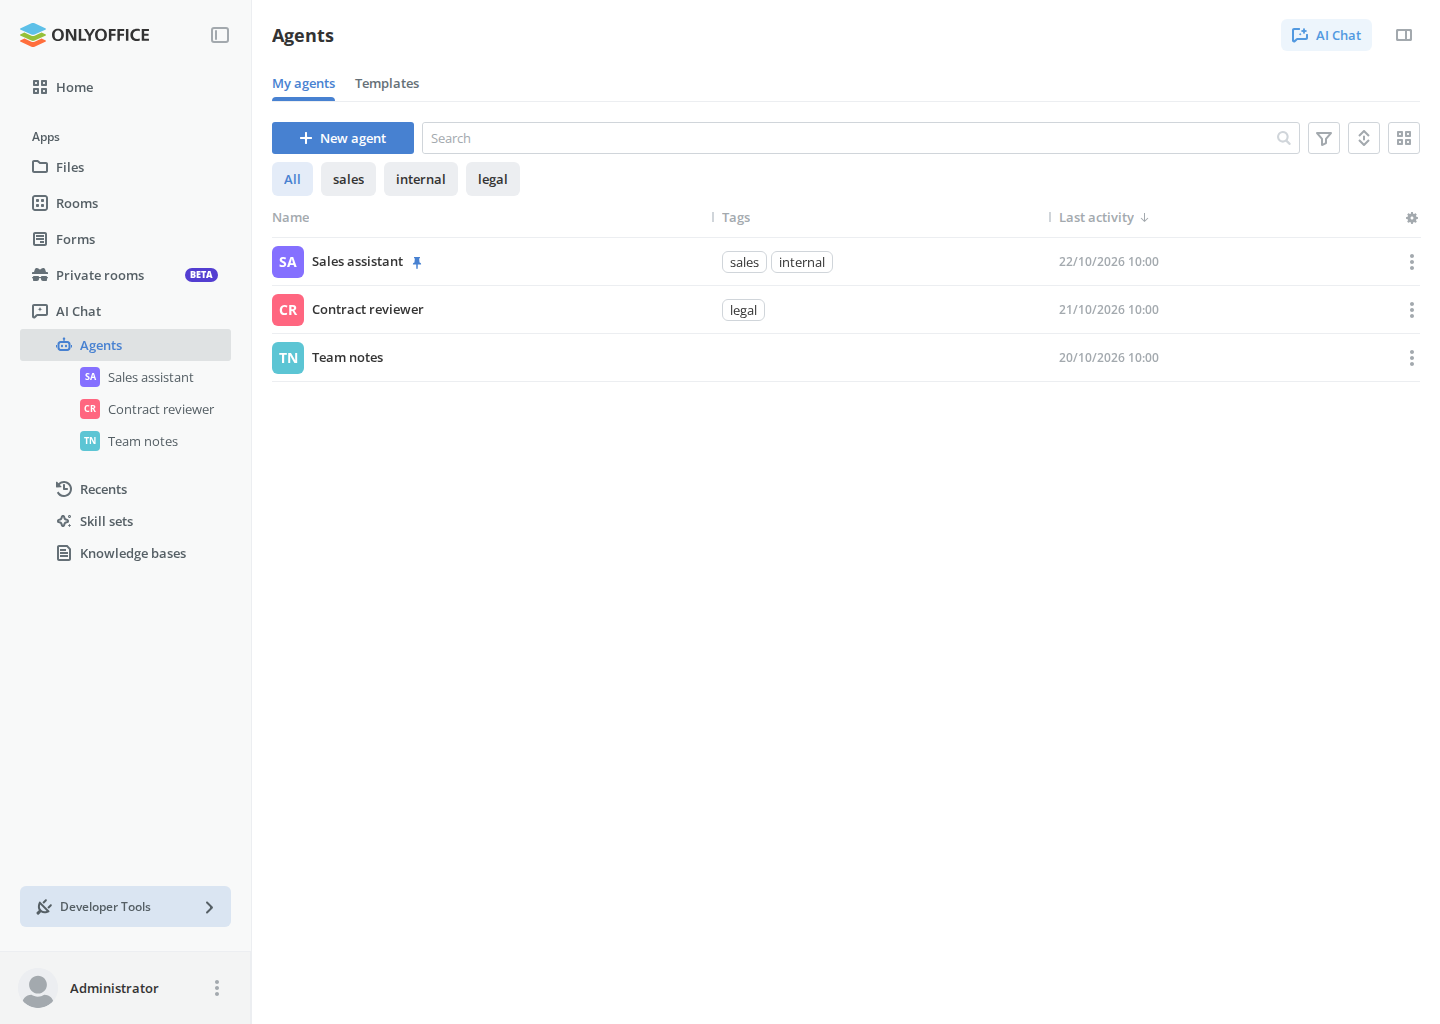 ONLYOFFICE
Home
Apps
Files
Rooms
Forms
Private rooms BETA
AI Chat
Agents
SA Sales assistant
CR Contract reviewer
TN Team notes
Recents
Skill sets
Knowledge bases
Developer Tools
Administrator
Agents
AI Chat
My agents Templates
New agent Search
All sales internal legal
Name Tags Last activity
SA Sales assistant sales internal 22/10/2026 10:00
CR Contract reviewer legal 21/10/2026 10:00
TN Team notes 20/10/2026 10:00